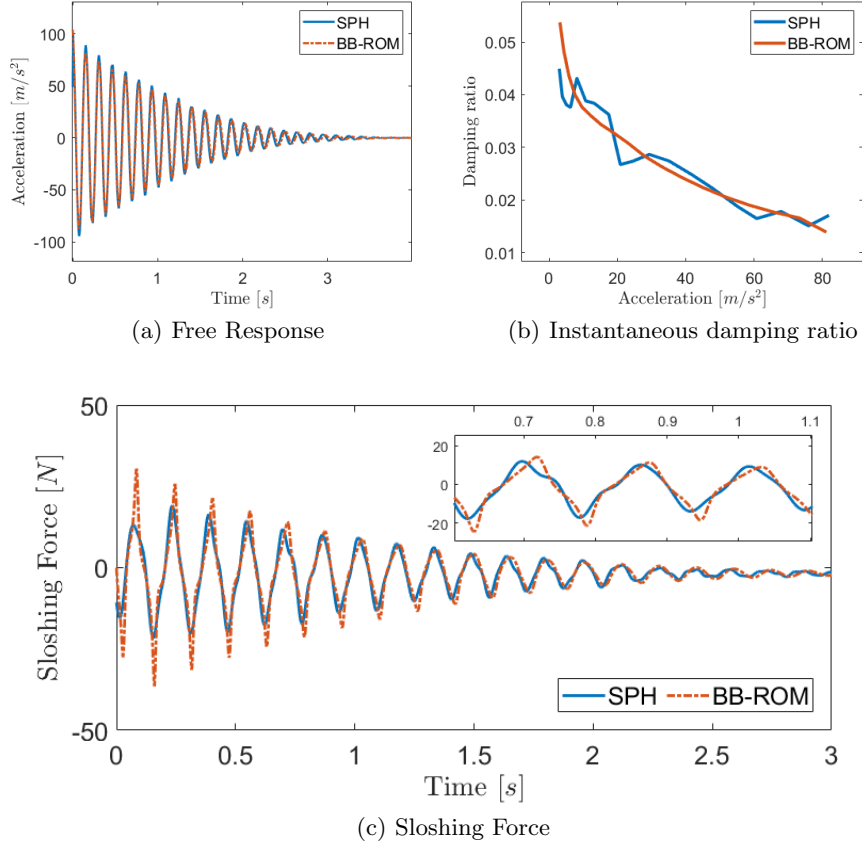 100
50
0
-50
-100
Acceleration [m/s²]
SPH
BB-ROM
0
1
2
3
Time [s]
(a) Free Response
0.05
0.04
0.03
0.02
0.01
Damping ratio
SPH
BB-ROM
0
20
40
60
80
Acceleration [m/s²]
(b) Instantaneous damping ratio
50
0
-50
Sloshing Force [N]
0.7
0.8
0.9
1
1.1
20
0
-20
SPH
BB-ROM
0
0.5
1
1.5
2
2.5
3
Time [s]
(c) Sloshing Force